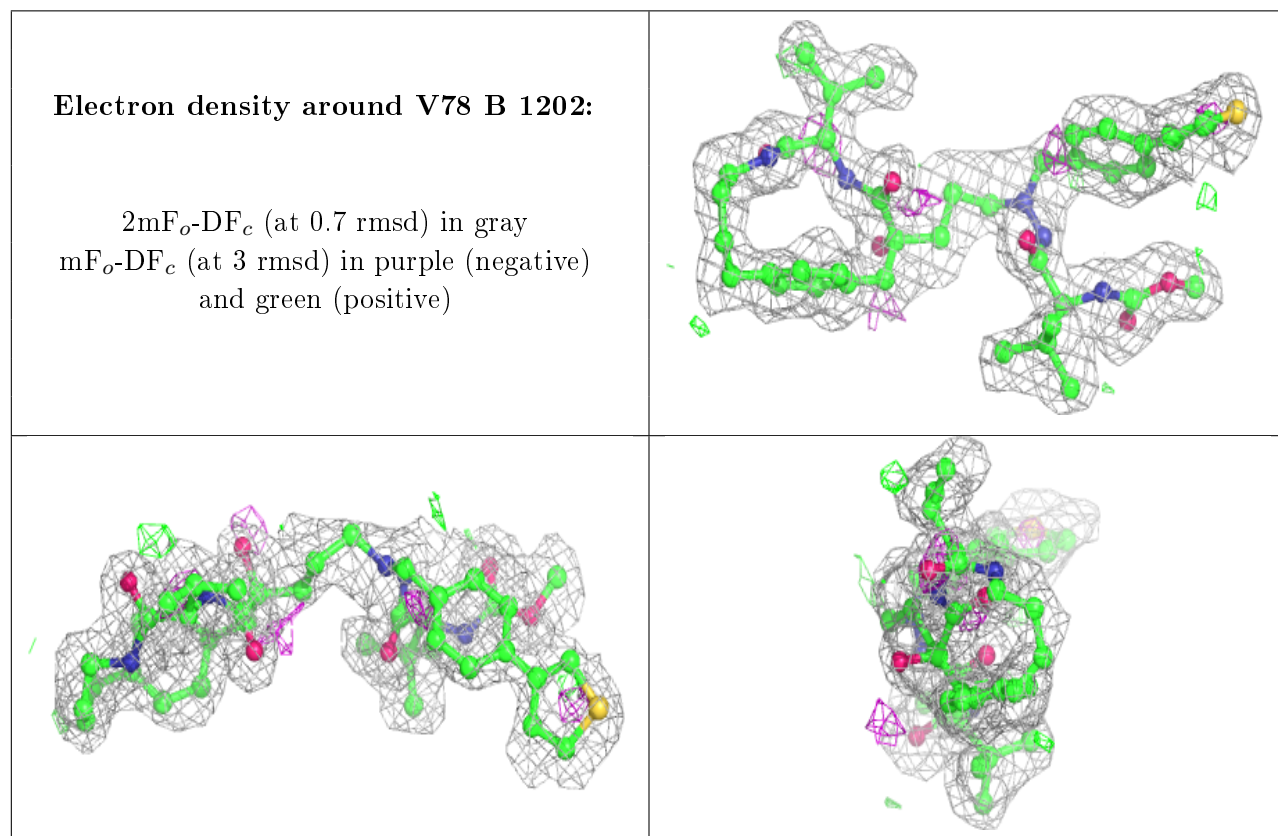 Electron density around V78 B 1202:
2mFo-DFc (at 0.7 rmsd) in gray
mFo-DFc (at 3 rmsd) in purple (negative)
and green (positive)